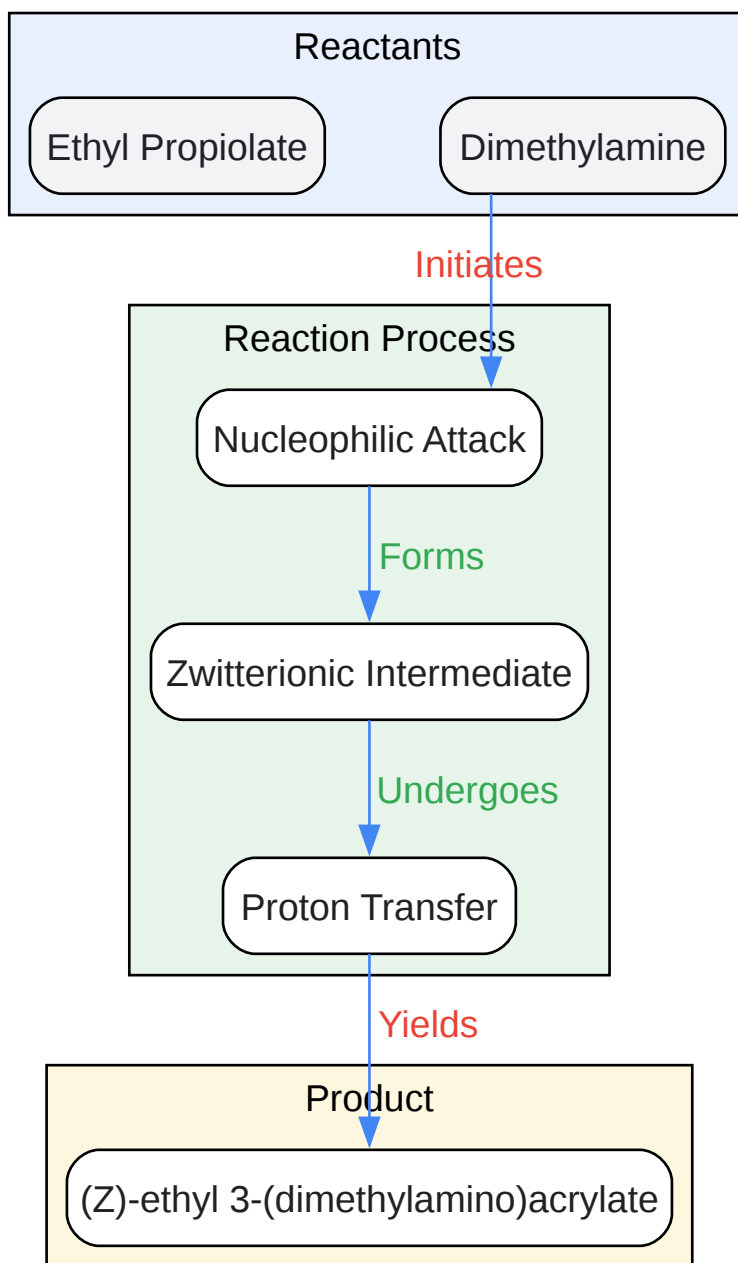 Reactants
Ethyl Propiolate
Dimethylamine
Initiates
Reaction Process
Nucleophilic Attack
Forms
Zwitterionic Intermediate
Undergoes
Proton Transfer
Yields
Product
(Z)-ethyl 3-(dimethylamino)acrylate